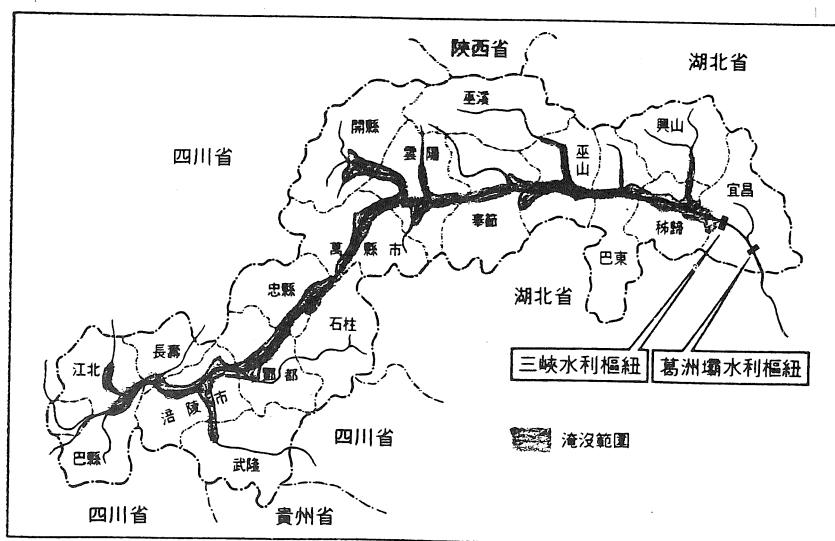 陝西省
湖北省
巫溪
興山
開縣
雲陽
巫山
四川省
宜昌
奉節
秭歸
萬縣市
巴東
忠縣
湖北省
石柱
長壽
江北
三峽水利樞紐
葛洲壩水利樞紐
酆都
涪陵市
四川省
淹沒範圍
巴縣
武隆
四川省
貴州省